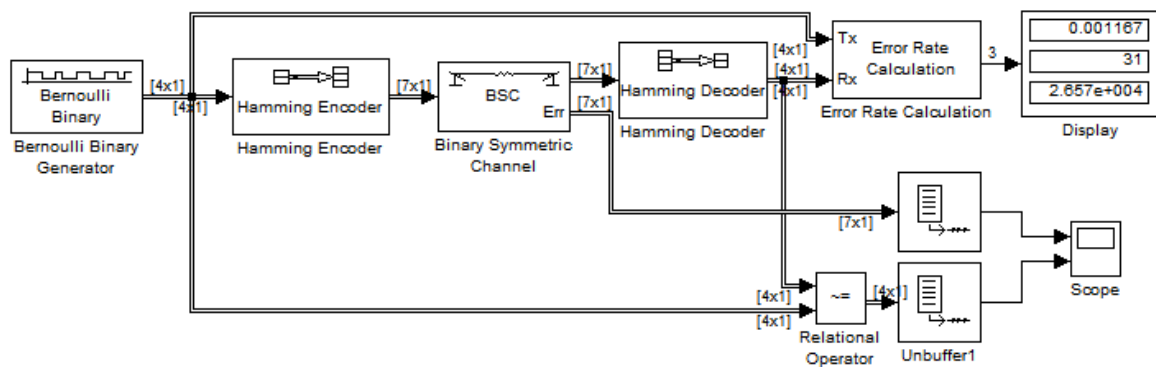 Bernoulli
Binary
Bernoulli Binary
Generator
[4x1]
[4x1]
Hamming Encoder
Hamming Encoder
[7x1]
BSC
Err
Binary Symmetric
Channel
[7x1]
[7x1]
Hamming Decoder
Hamming Decoder
[4x1]
[4x1]
[4x1]
Tx
Rx
Error Rate
Calculation
Error Rate Calculation
3
0.001167
31
2.657e+004
Display
[7x1]
Scope
[4x1]
[4x1]
~=
Relational
Operator
[4x1]
Unbuffer1